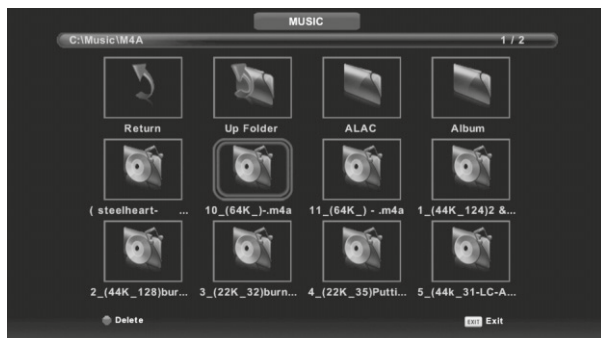 MUSIC
C:\Music\M4A 1 / 2
Return Up Folder ALAC Album
( steelheart- ... 10_(64K_)-.m4a 11_(64K_) - .m4a 1_(44K_124)2 &...
2_(44K_128)bur... 3_(22K_32)burn... 4_(22K_35)Putti... 5_(44k_31-LC-A...
Delete EXIT Exit